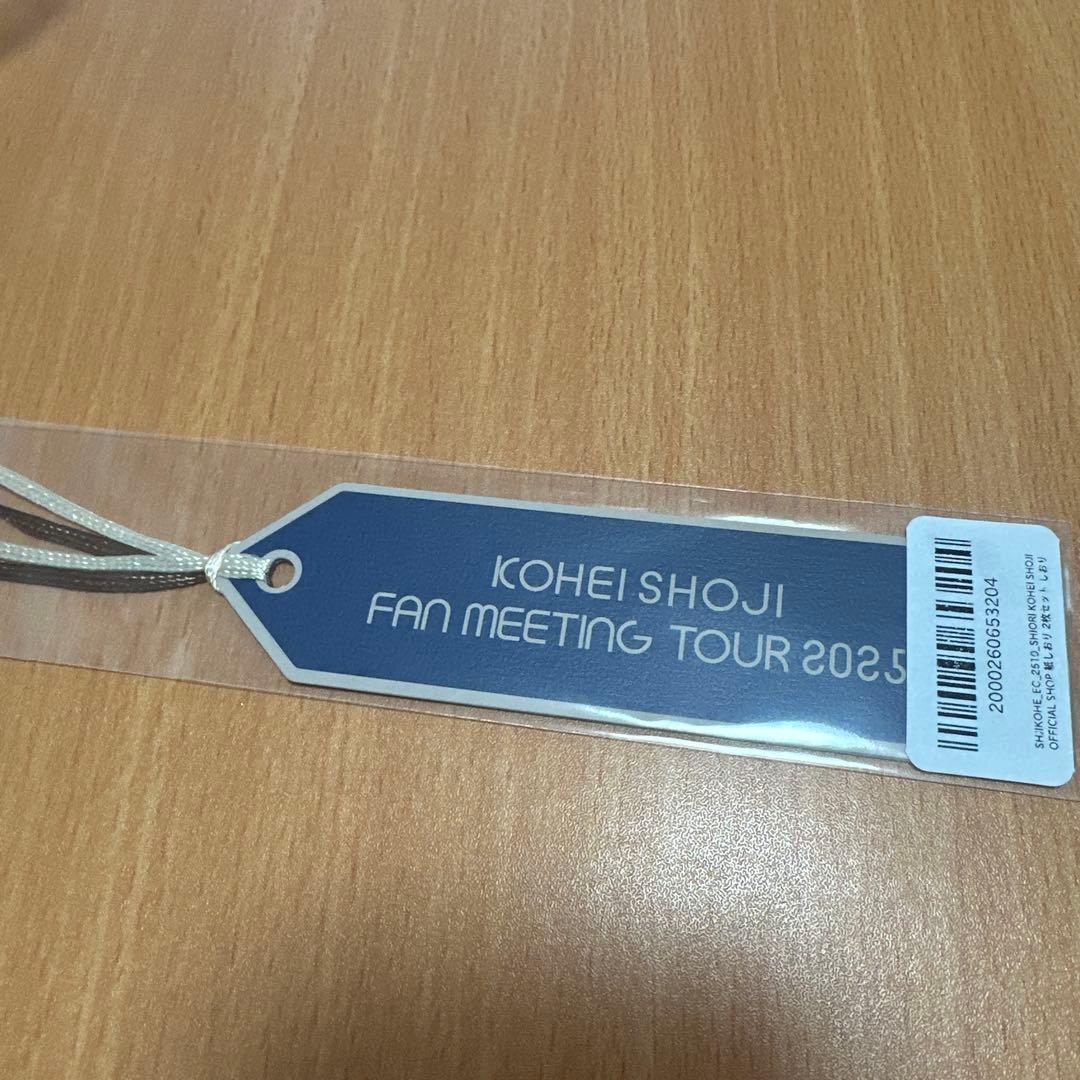 KOHEI SHOJI
FAN MEETING TOUR 2025
2000260653204
SHJIKOHE_EC_2510_SHIORI KOHEI SHOJI
OFFICIAL SHOP 紙しおり 2枚セット しおり